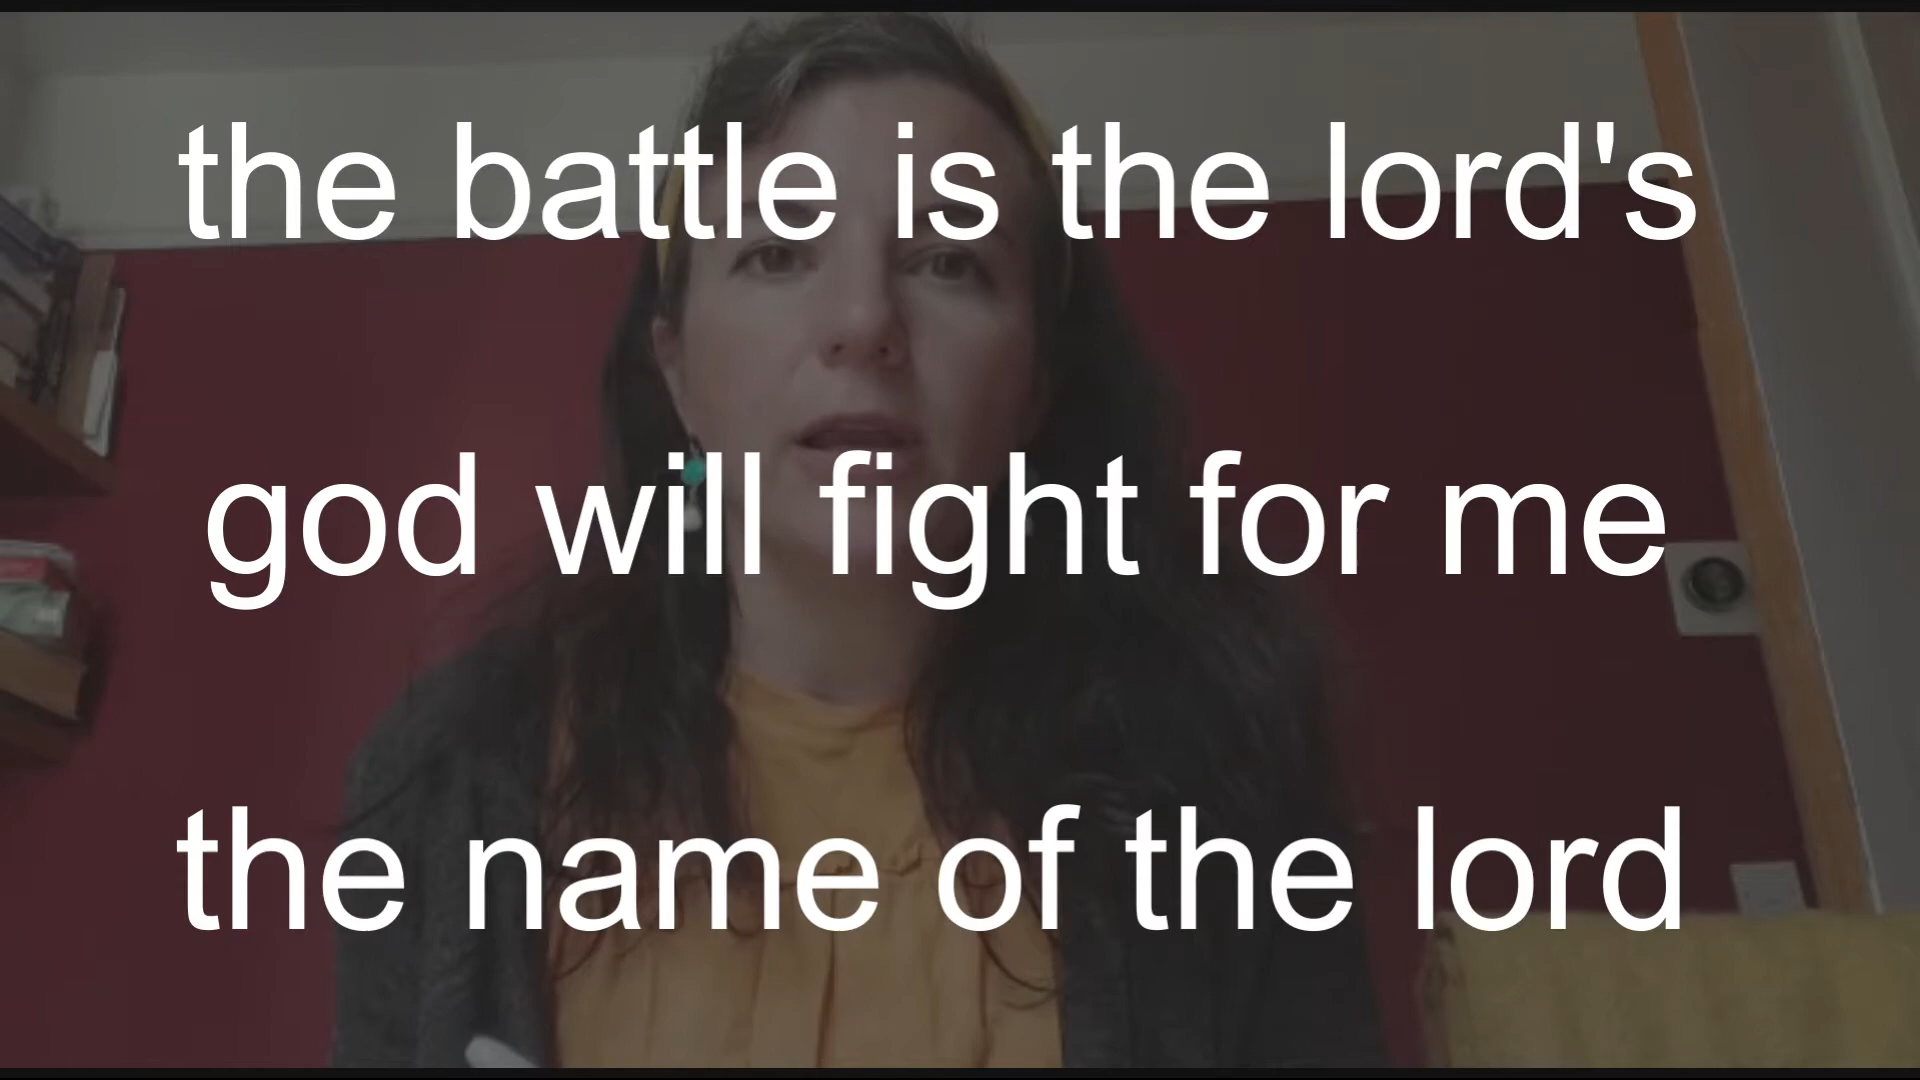 the battle is the lord's
god will fight for me
the name of the lord